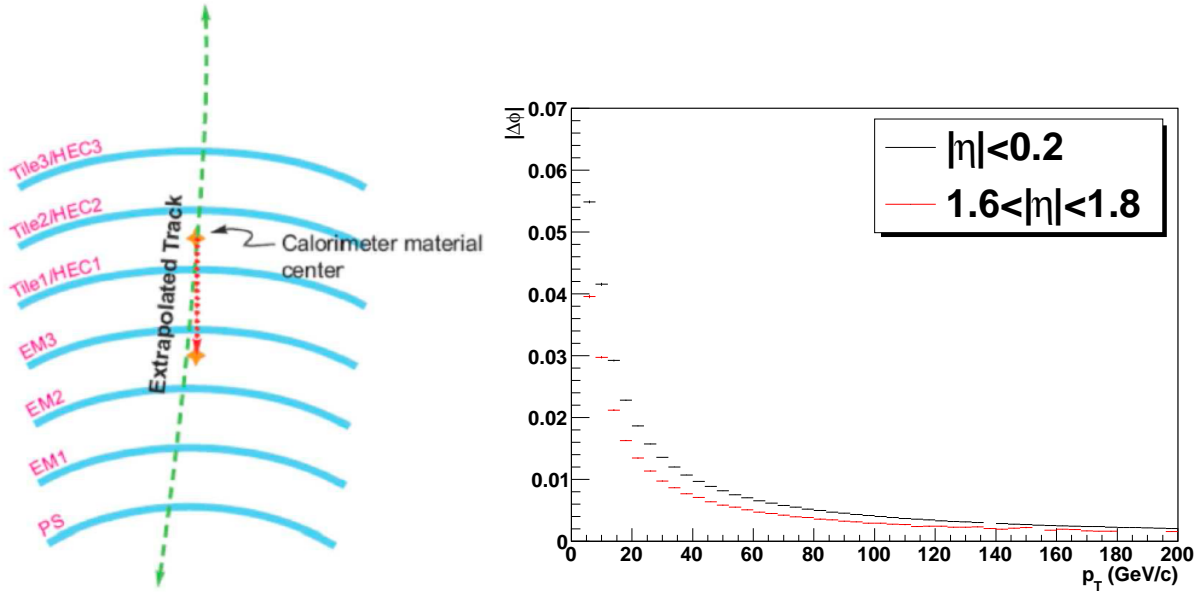 Tile3/HEC3
Tile2/HEC2
Tile1/HEC1
EM3
EM2
EM1
PS
Extrapolated Track
Calorimeter material
center
|Δϕ|
0.07
0.06
0.05
0.04
0.03
0.02
0.01
0
|η|<0.2
1.6<|η|<1.8
0 20 40 60 80 100 120 140 160 180 200
p_T (GeV/c)